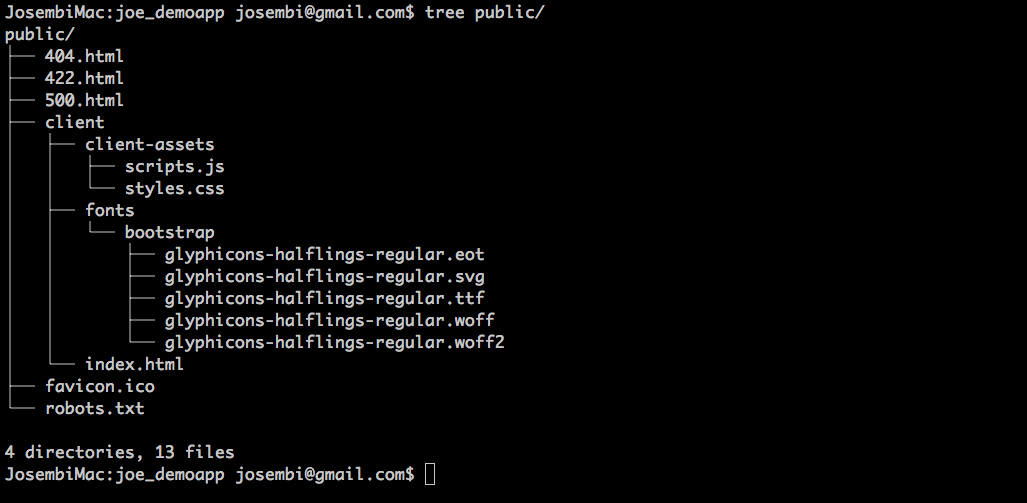 JosembiMac:joe_demoapp josembi@gmail.com$ tree public/
public/
├── 404.html
├── 422.html
├── 500.html
├── client
│   ├── client-assets
│   │   ├── scripts.js
│   │   └── styles.css
│   ├── fonts
│   │   └── bootstrap
│   │       ├── glyphicons-halflings-regular.eot
│   │       ├── glyphicons-halflings-regular.svg
│   │       ├── glyphicons-halflings-regular.ttf
│   │       ├── glyphicons-halflings-regular.woff
│   │       └── glyphicons-halflings-regular.woff2
│   └── index.html
├── favicon.ico
└── robots.txt

4 directories, 13 files
JosembiMac:joe_demoapp josembi@gmail.com$